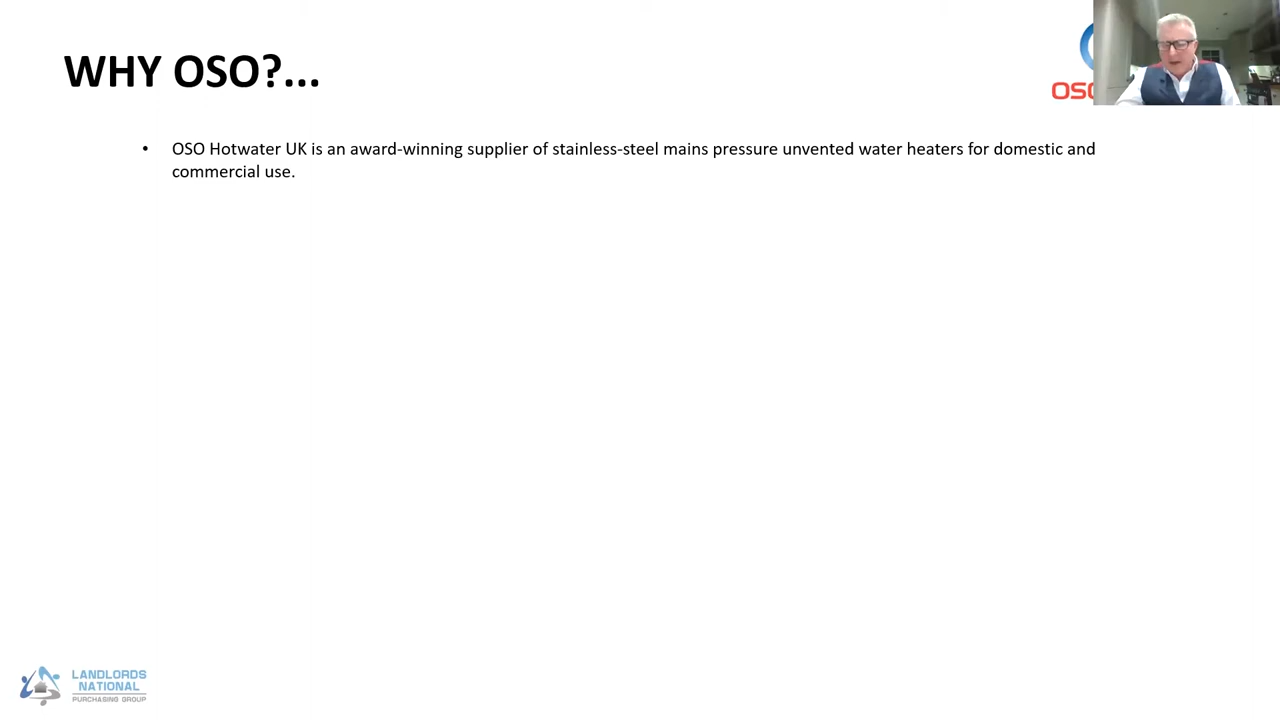 WHY OSO?...
• OSO Hotwater UK is an award-winning supplier of stainless-steel mains pressure unvented water heaters for domestic and
commercial use.
LANDLORDS
NATIONAL
PURCHASING GROUP